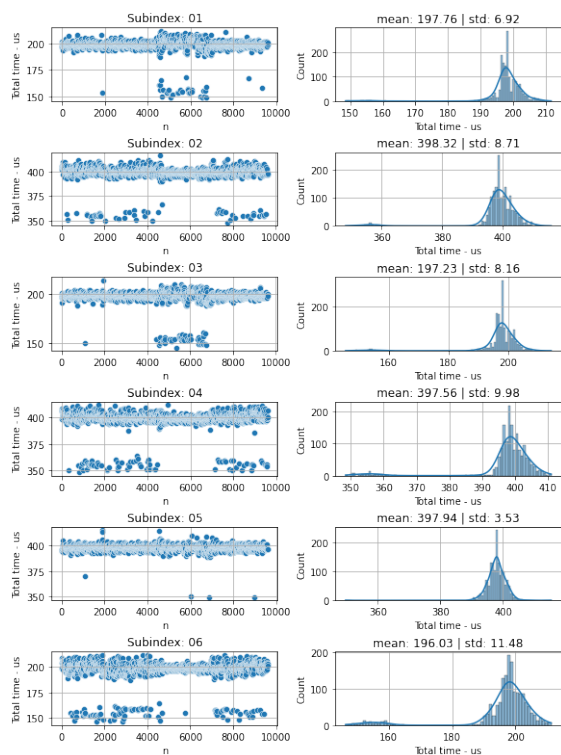 Subindex: 01
mean: 197.76 | std: 6.92
Total time - us
200
175
150
0 2000 4000 6000 8000 10000
n
Count
200
0
150 160 170 180 190 200 210
Total time - us
Subindex: 02
mean: 398.32 | std: 8.71
Total time - us
400
375
350
0 2000 4000 6000 8000 10000
n
Count
200
100
0
360 380 400
Total time - us
Subindex: 03
mean: 197.23 | std: 8.16
Total time - us
200
150
0 2000 4000 6000 8000 10000
n
Count
200
0
160 180 200
Total time - us
Subindex: 04
mean: 397.56 | std: 9.98
Total time - us
400
375
350
0 2000 4000 6000 8000 10000
n
Count
200
100
0
350 360 370 380 390 400 410
Total time - us
Subindex: 05
mean: 397.94 | std: 3.53
Total time - us
400
375
350
0 2000 4000 6000 8000 10000
n
Count
200
100
0
360 380 400
Total time - us
Subindex: 06
mean: 196.03 | std: 11.48
Total time - us
200
175
150
0 2000 4000 6000 8000 10000
n
Count
200
100
0
160 180 200
Total time - us